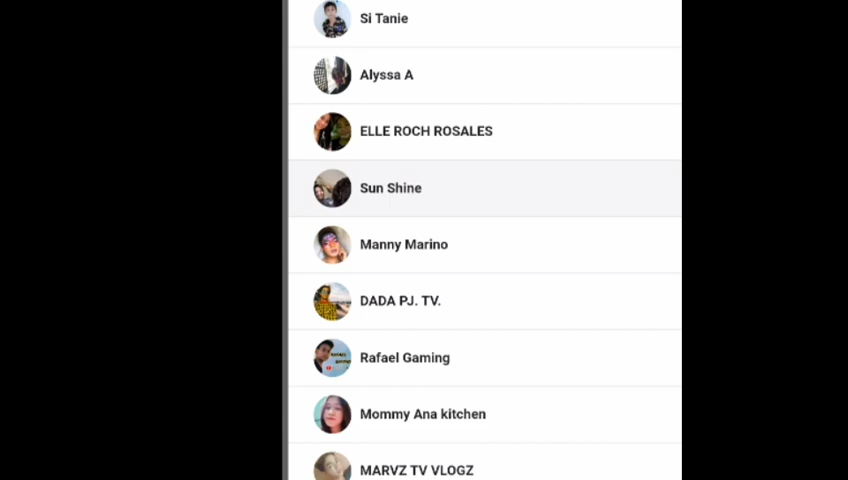 Si Tanie
Alyssa A
ELLE ROCH ROSALES
Sun Shine
Manny Marino
DADA PJ. TV.
Rafael Gaming
Mommy Ana kitchen
MARVZ TV VLOGZ